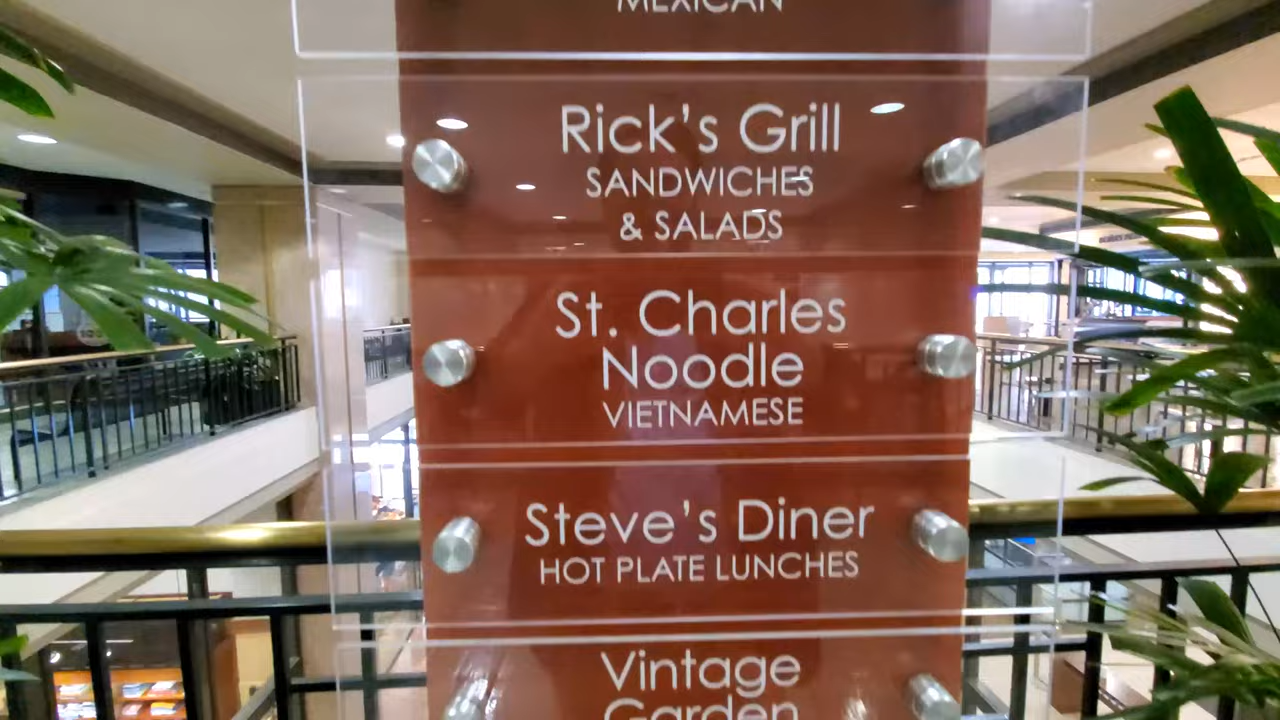 MEXICAN
Rick's Grill
SANDWICHES
& SALADS
St. Charles
Noodle
VIETNAMESE
Steve's Diner
HOT PLATE LUNCHES
Vintage
Garden